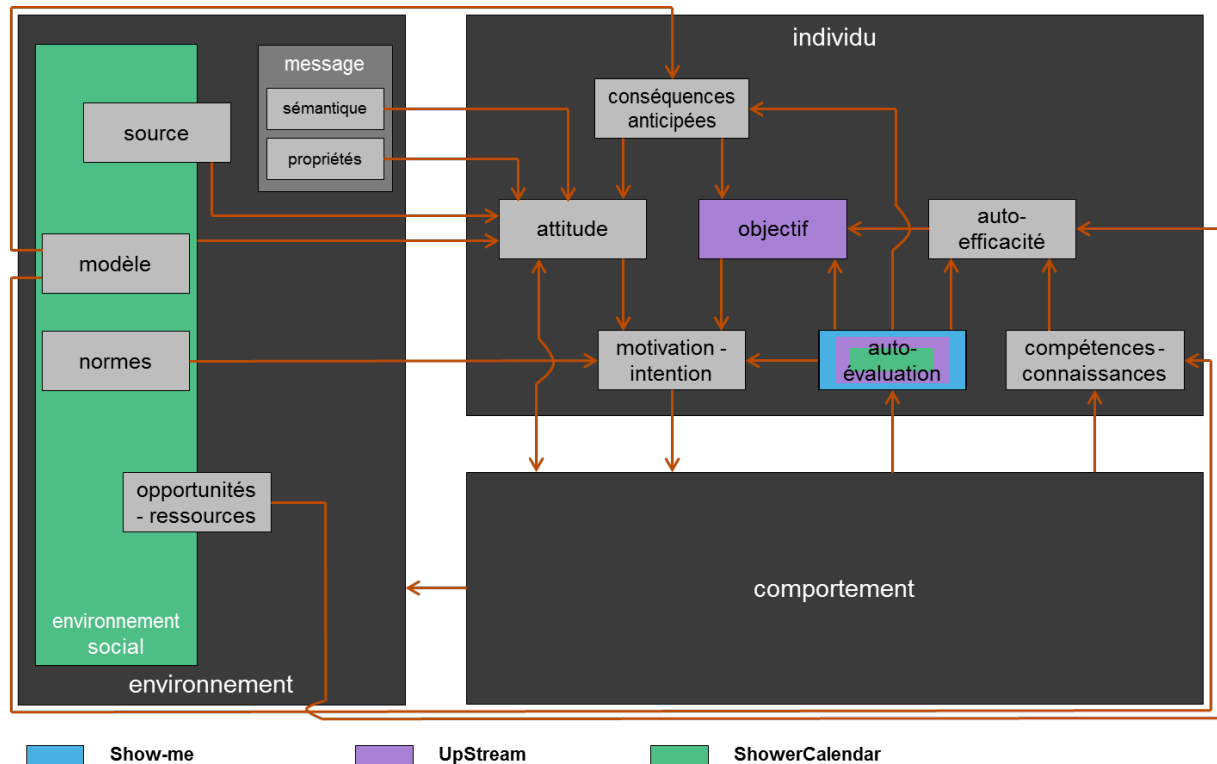 individu
message
sémantique
propriétés
source
modèle
normes
opportunités
- ressources
environnement
social
environnement
conséquences
anticipées
attitude
objectif
auto-
efficacité
motivation -
intention
auto-
évaluation
compétences -
connaissances
comportement
Show-me
UpStream
ShowerCalendar